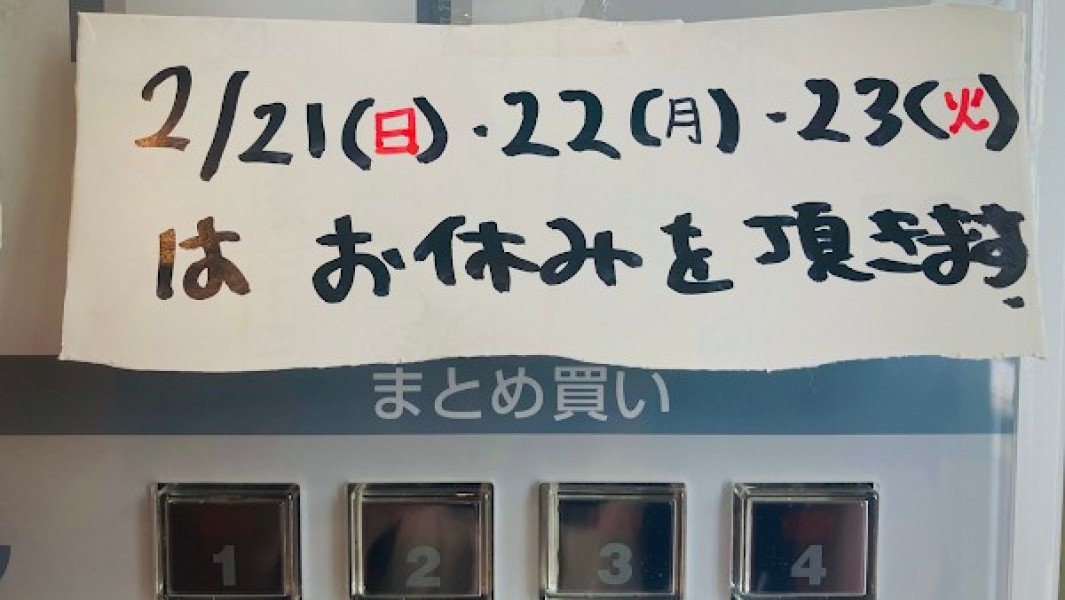 2/21(日)・22(月)・23(火)
は お休みを頂きます.
まとめ買い
1 2 3 4